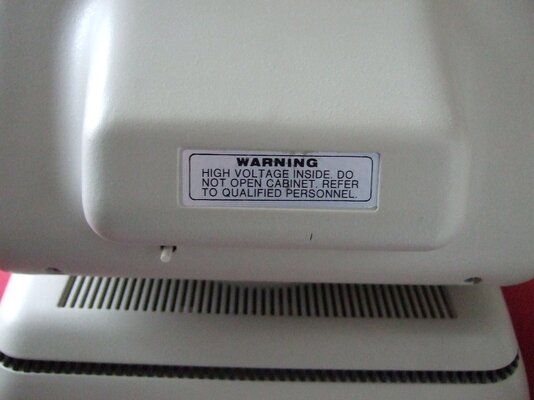 WARNING
HIGH VOLTAGE INSIDE. DO
NOT OPEN CABINET. REFER
TO QUALIFIED PERSONNEL.